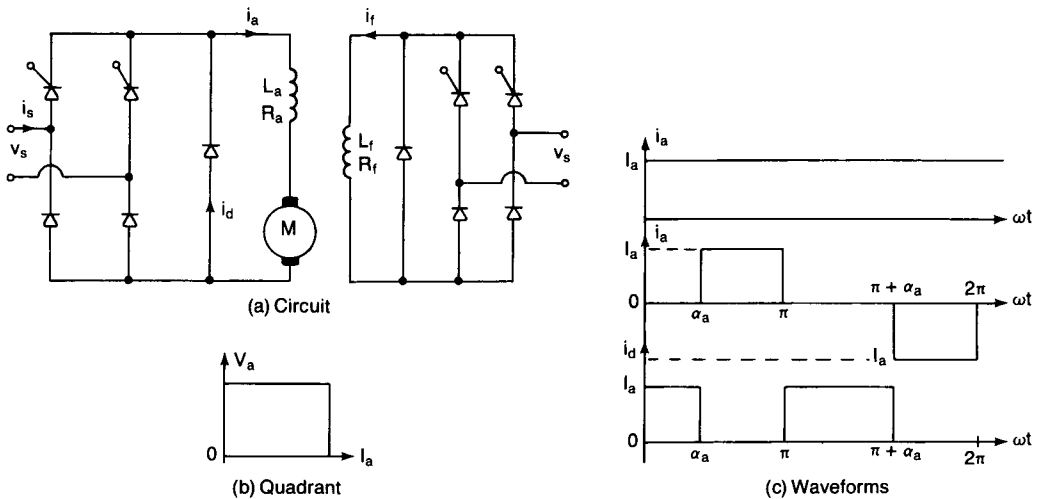 i_a
i_f
L_a
R_a
i_s
v_s
i_d
M
L_f
R_f
v_s
(a) Circuit
V_a
0
I_a
(b) Quadrant
i_a
I_a
ωt
i_a
I_a
0
α_a
π
π + α_a
2π
ωt
I_a
i_d
I_a
0
α_a
π
π + α_a
2π
ωt
(c) Waveforms